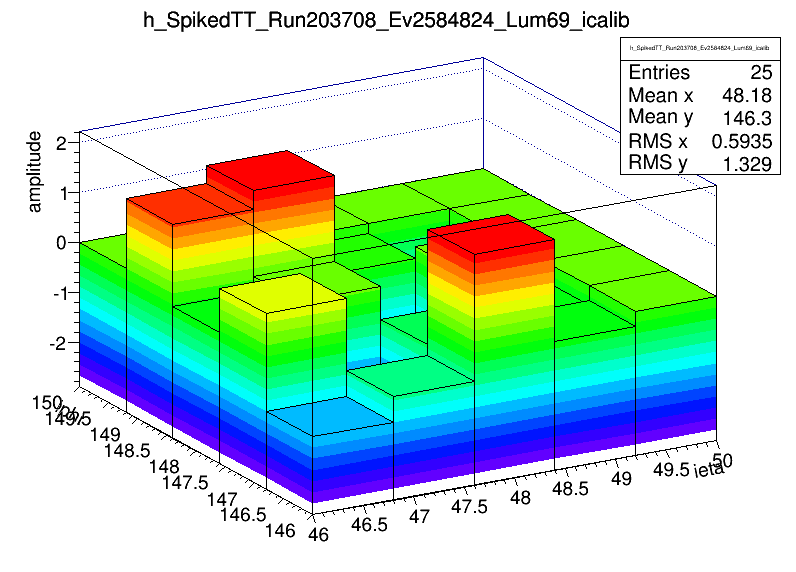 h_SpikedTT_Run203708_Ev2584824_Lum69_icalib
h_SpikedTT_Run203708_Ev2584824_Lum69_icalib
Entries 25
Mean x 48.18
Mean y 146.3
RMS x 0.5935
RMS y 1.329
amplitude
2
1
0
-1
-2
150
149.5
149
148.5
148
147.5
147
146.5
146
46
46.5
47
47.5
48
48.5
49
49.5
50
ieta